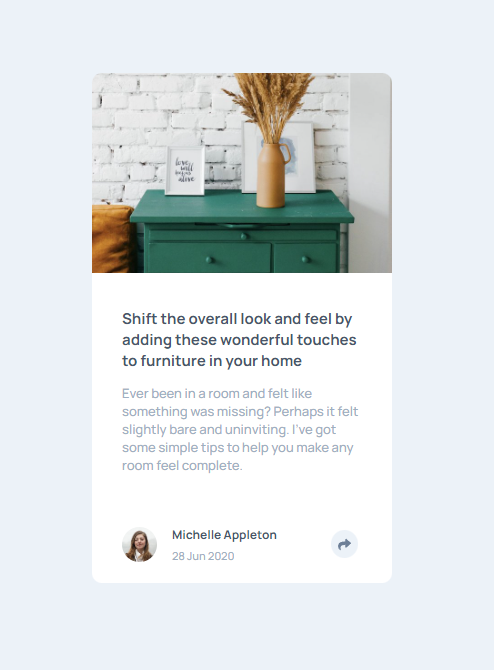 love
well
Shift the overall look and feel by
adding these wonderful touches
to furniture in your home
Ever been in a room and felt like
something was missing? Perhaps it felt
slightly bare and uninviting. I've got
some simple tips to help you make any
room feel complete.
Michelle Appleton
28 Jun 2020